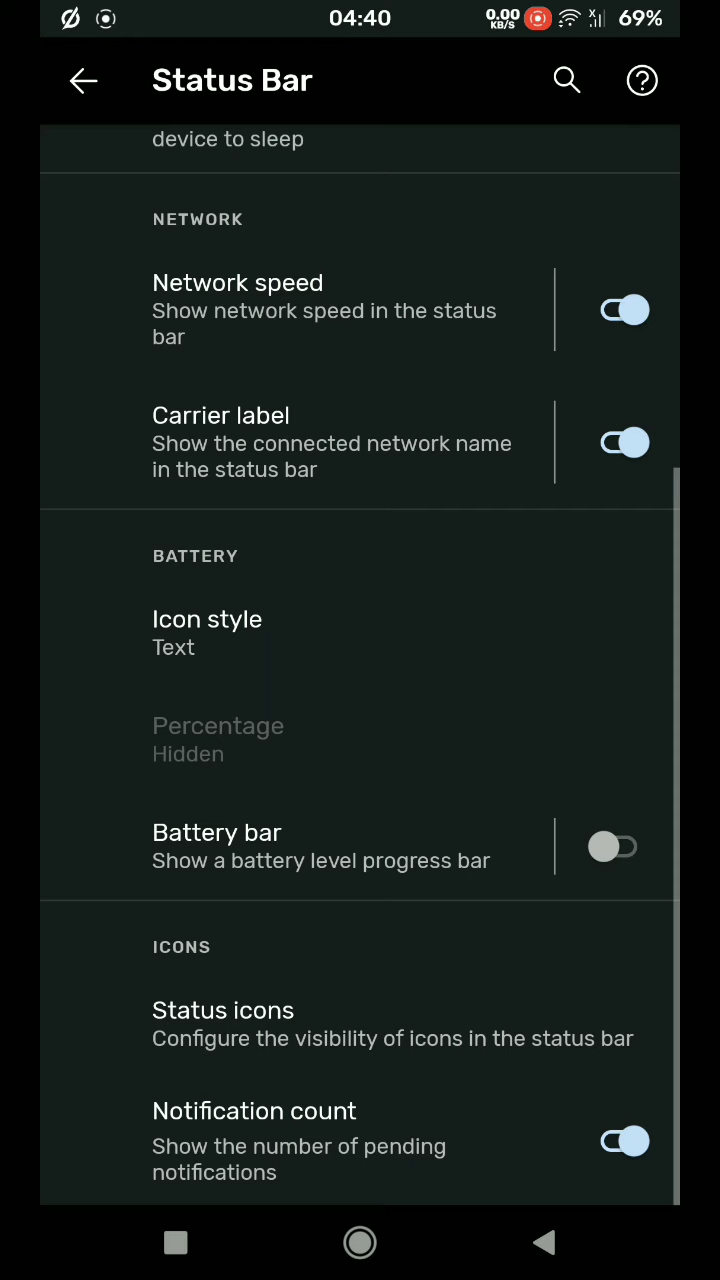 04:40 0.00 KB/S X 69%
Status Bar
device to sleep
NETWORK
Network speed
Show network speed in the status
bar
Carrier label
Show the connected network name
in the status bar
BATTERY
Icon style
Text
Percentage
Hidden
Battery bar
Show a battery level progress bar
ICONS
Status icons
Configure the visibility of icons in the status bar
Notification count
Show the number of pending
notifications